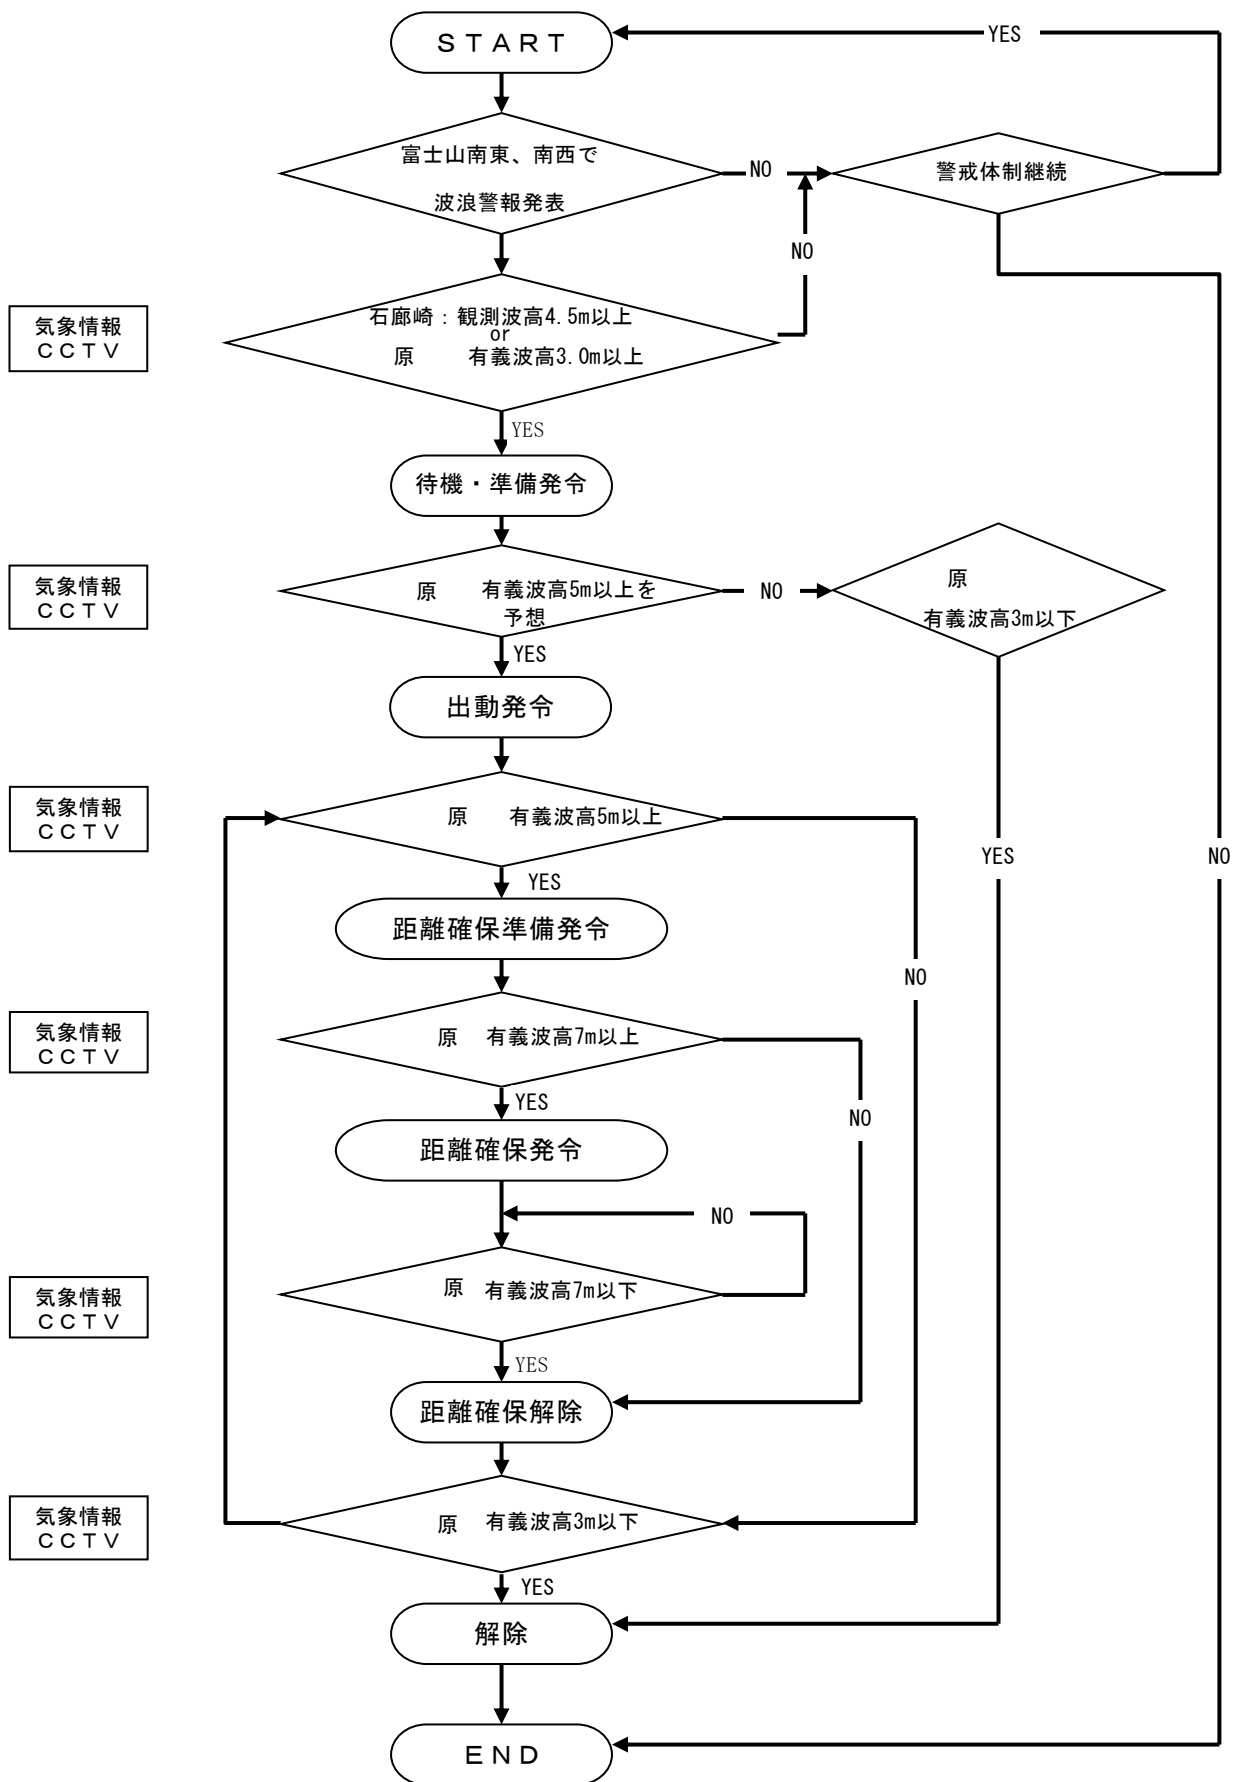 ＳＴＡＲＴ
YES
富士山南東、南西で
波浪警報発表
NO
警戒体制継続
NO
気象情報
ＣＣＴＶ
石廊崎：観測波高4.5m以上
or
原　有義波高3.0m以上
YES
待機・準備発令
気象情報
ＣＣＴＶ
原　有義波高5m以上を
予想
NO
原
有義波高3m以下
YES
出動発令
気象情報
ＣＣＴＶ
原　有義波高5m以上
YES
NO
YES
距離確保準備発令
NO
気象情報
ＣＣＴＶ
原　有義波高7m以上
YES
NO
距離確保発令
NO
気象情報
ＣＣＴＶ
原　有義波高7m以下
YES
距離確保解除
気象情報
ＣＣＴＶ
原　有義波高3m以下
YES
解除
ＥＮＤ